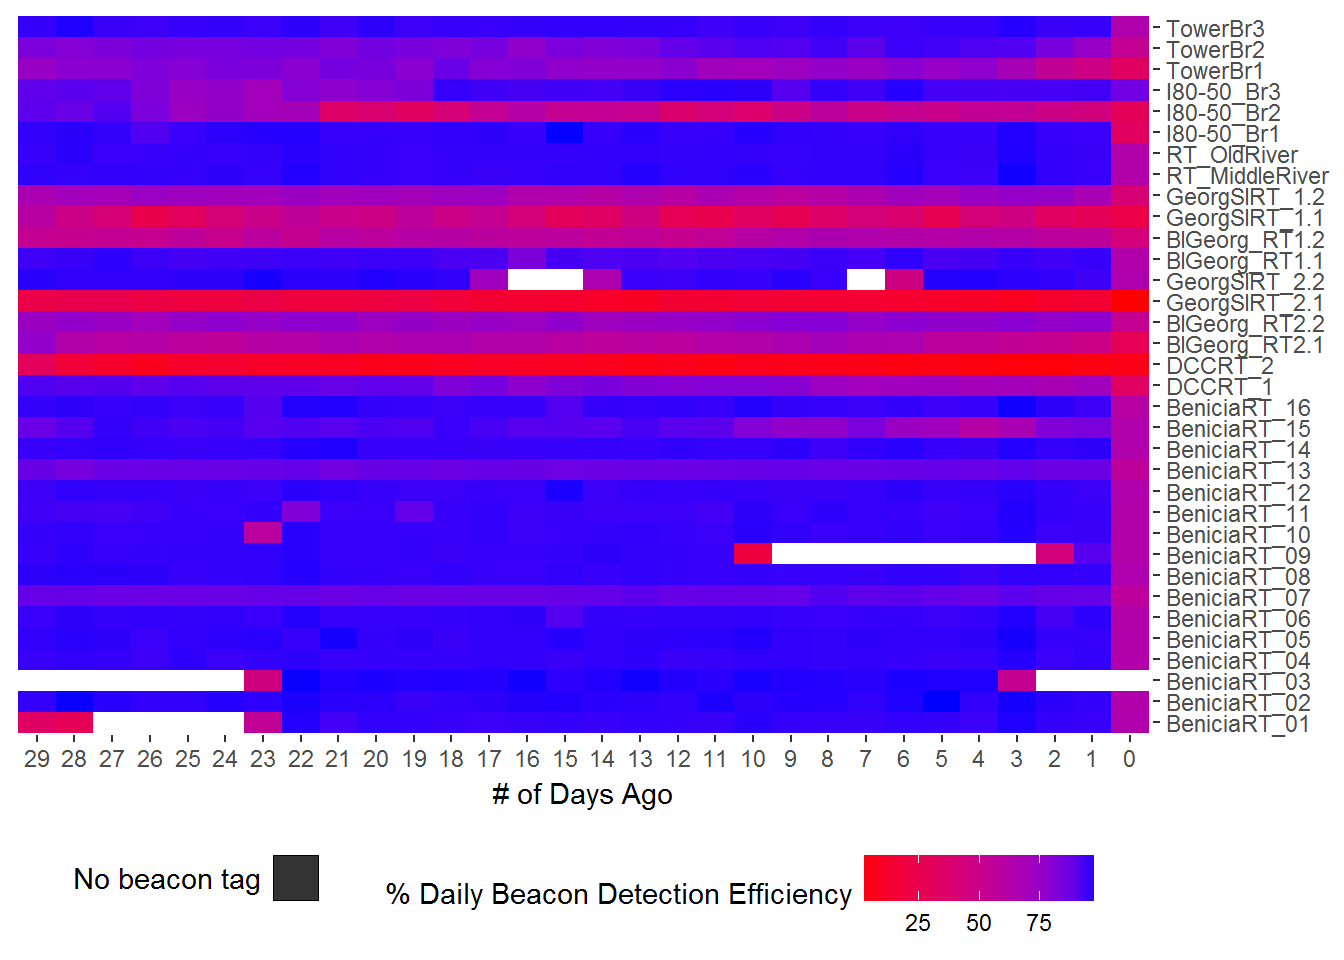 TowerBr3
TowerBr2
TowerBr1
I80-50_Br3
I80-50_Br2
I80-50_Br1
RT_OldRiver
RT_MiddleRiver
GeorgSlRT_1.2
GeorgSlRT_1.1
BlGeorg_RT1.2
BlGeorg_RT1.1
GeorgSlRT_2.2
GeorgSlRT_2.1
BlGeorg_RT2.2
BlGeorg_RT2.1
DCCRT_2
DCCRT_1
BeniciaRT_16
BeniciaRT_15
BeniciaRT_14
BeniciaRT_13
BeniciaRT_12
BeniciaRT_11
BeniciaRT_10
BeniciaRT_09
BeniciaRT_08
BeniciaRT_07
BeniciaRT_06
BeniciaRT_05
BeniciaRT_04
BeniciaRT_03
BeniciaRT_02
BeniciaRT_01
29 28 27 26 25 24 23 22 21 20 19 18 17 16 15 14 13 12 11 10 9 8 7 6 5 4 3 2 1 0
# of Days Ago
No beacon tag
% Daily Beacon Detection Efficiency
25 50 75